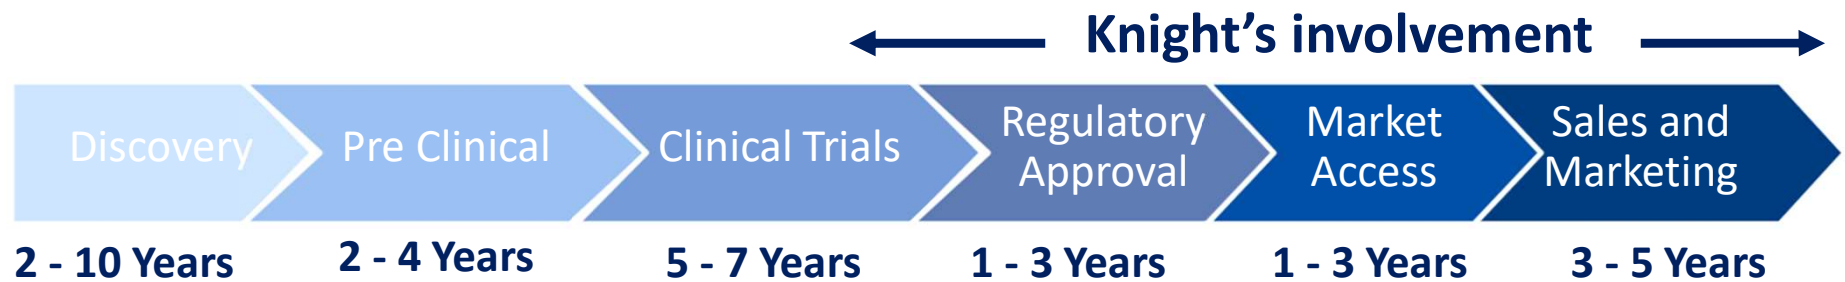 Knight’s involvement
Discovery
Pre Clinical
Clinical Trials
Regulatory
Approval
Market
Access
Sales and
Marketing
2 - 10 Years
2 - 4 Years
5 - 7 Years
1 - 3 Years
1 - 3 Years
3 - 5 Years